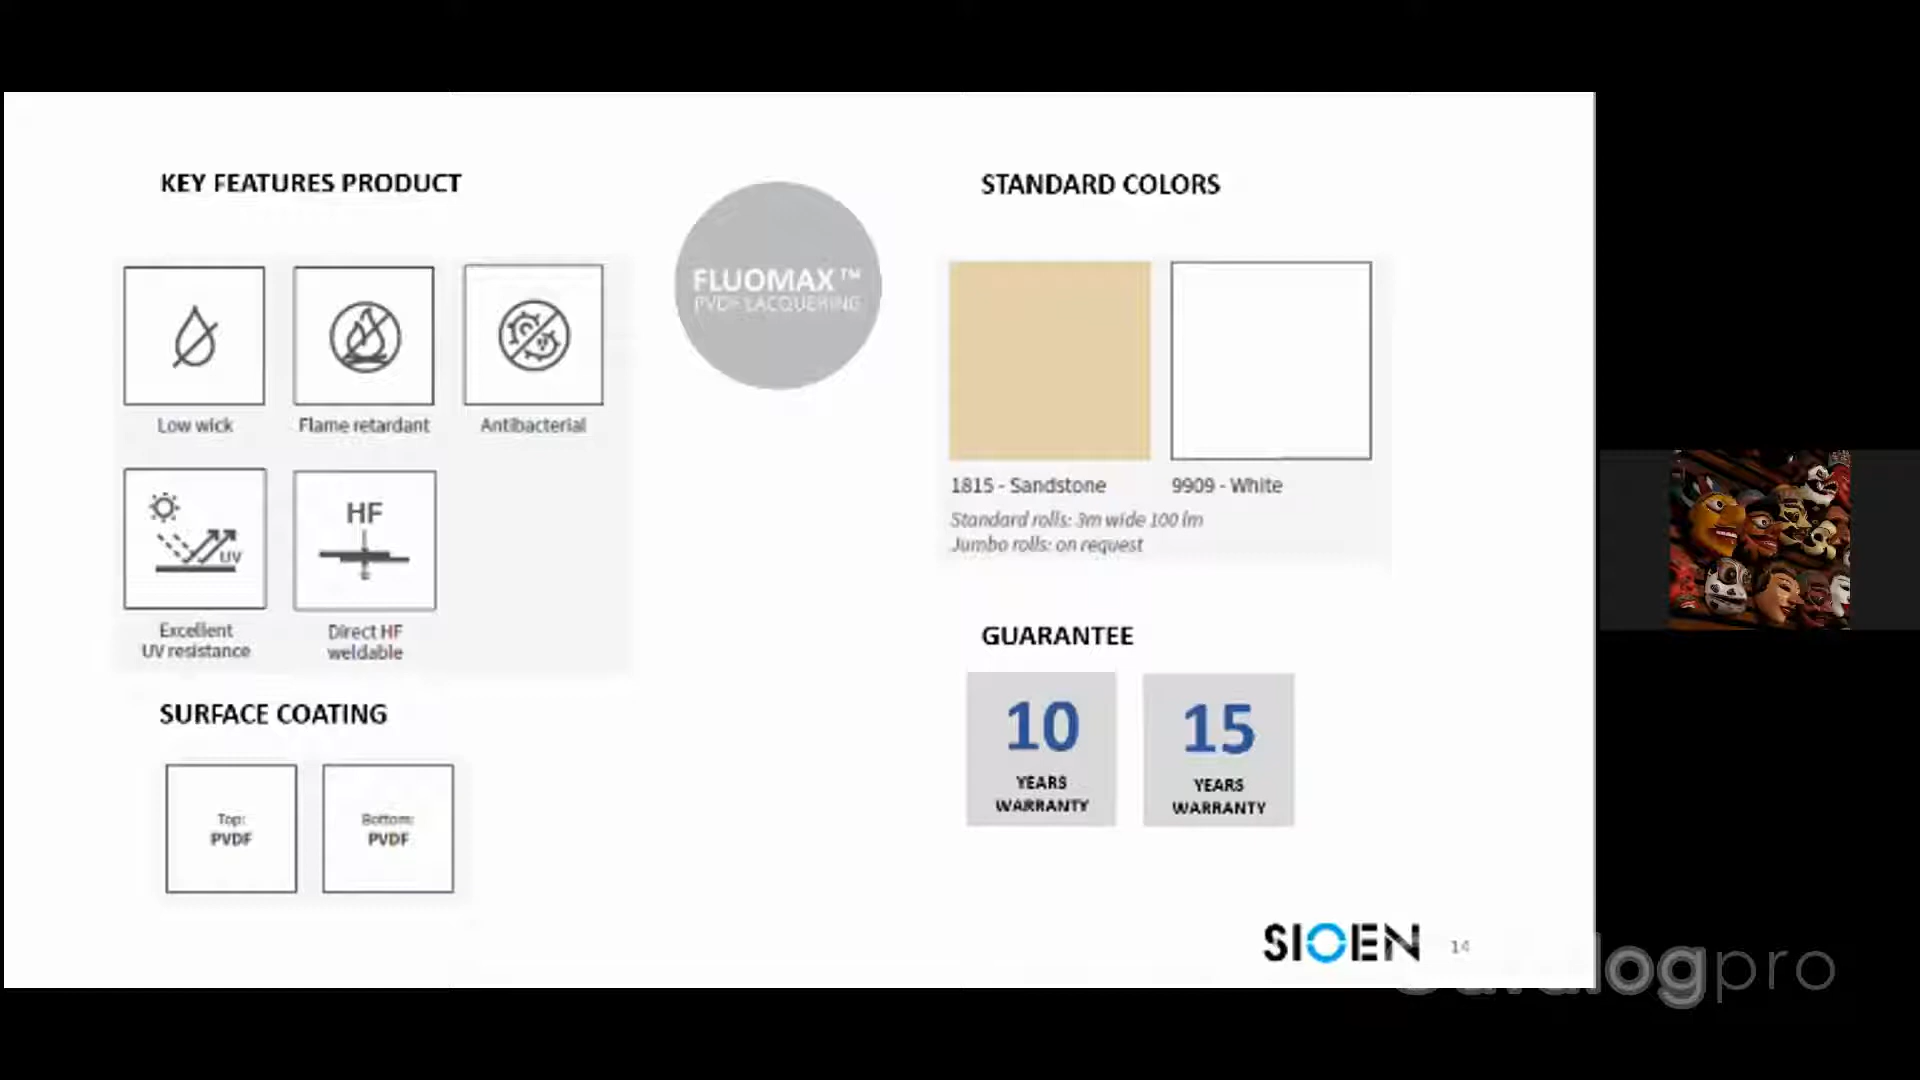 KEY FEATURES PRODUCT
Low wick
Flame retardant
Antibacterial
UV
HF
Excellent
UV resistance
Direct HF
weldable
SURFACE COATING
Top:
PVDF
Bottom:
PVDF
FLUOMAX™
PVDF LACQUERING
STANDARD COLORS
1815 - Sandstone
9909 - White
Standard rolls: 3m wide 100 lm
Jumbo rolls: on request
GUARANTEE
10
YEARS
WARRANTY
15
YEARS
WARRANTY
SIOEN
14